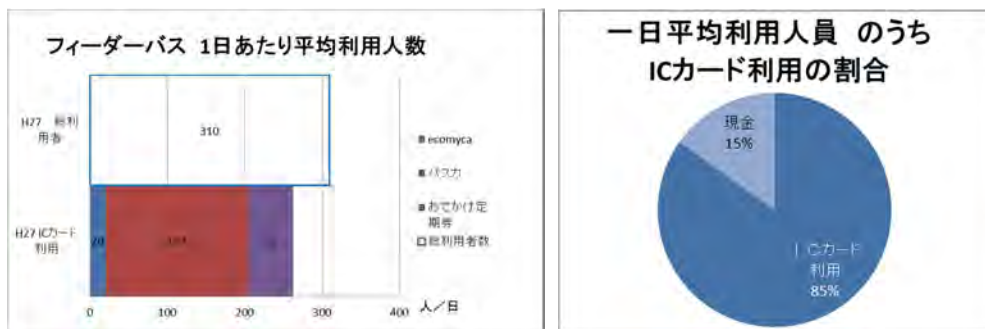 フィーダーバス 1日あたり平均利用人数
H27 総利
用者
310
H27 ICカード
利用
20
0
100
200
300
400
人/日
ecomyca
パスカ
おでかけ定
期券
総利用者数
一日平均利用人員 のうち
ICカード利用の割合
現金
15%
ICカード
利用
85%